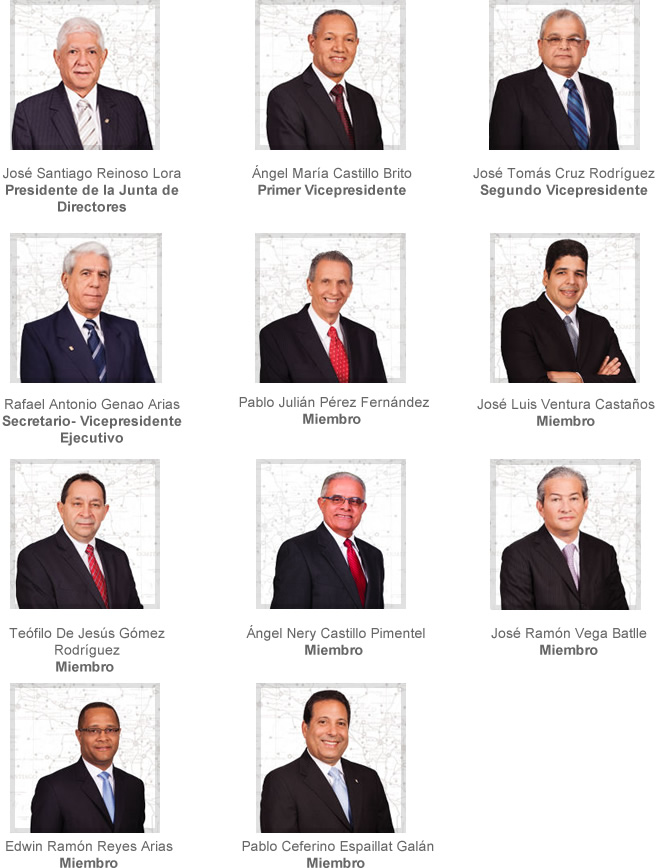 José Santiago Reinoso Lora
Presidente de la Junta de
Directores
Ángel María Castillo Brito
Primer Vicepresidente
José Tomás Cruz Rodríguez
Segundo Vicepresidente
Rafael Antonio Genao Arias
Secretario- Vicepresidente
Ejecutivo
Pablo Julián Pérez Fernández
Miembro
José Luis Ventura Castaños
Miembro
Teófilo De Jesús Gómez
Rodríguez
Miembro
Ángel Nery Castillo Pimentel
Miembro
José Ramón Vega Batlle
Miembro
Edwin Ramón Reyes Arias
Miembro
Pablo Ceferino Espaillat Galán
Miembro